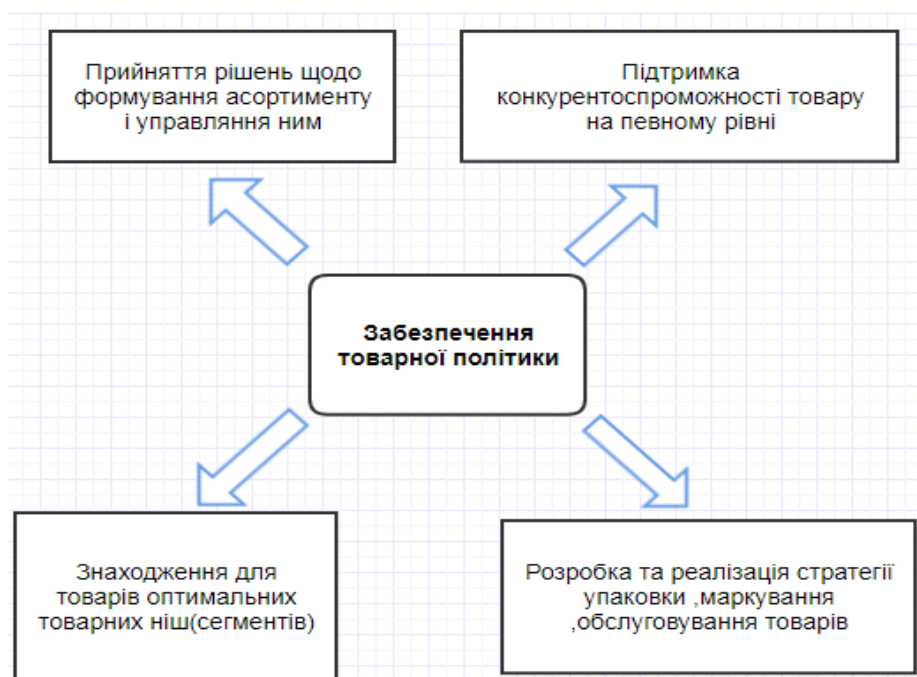 Прийняття рішень щодо
формування асортименту
і управляння ним
Підтримка
конкурентоспроможності товару
на певному рівні
Забезпечення
товарної політики
Знаходження для
товарів оптимальних
товарних ніш(сегментів)
Розробка та реалізація стратегії
упаковки ,маркування
,обслуговування товарів